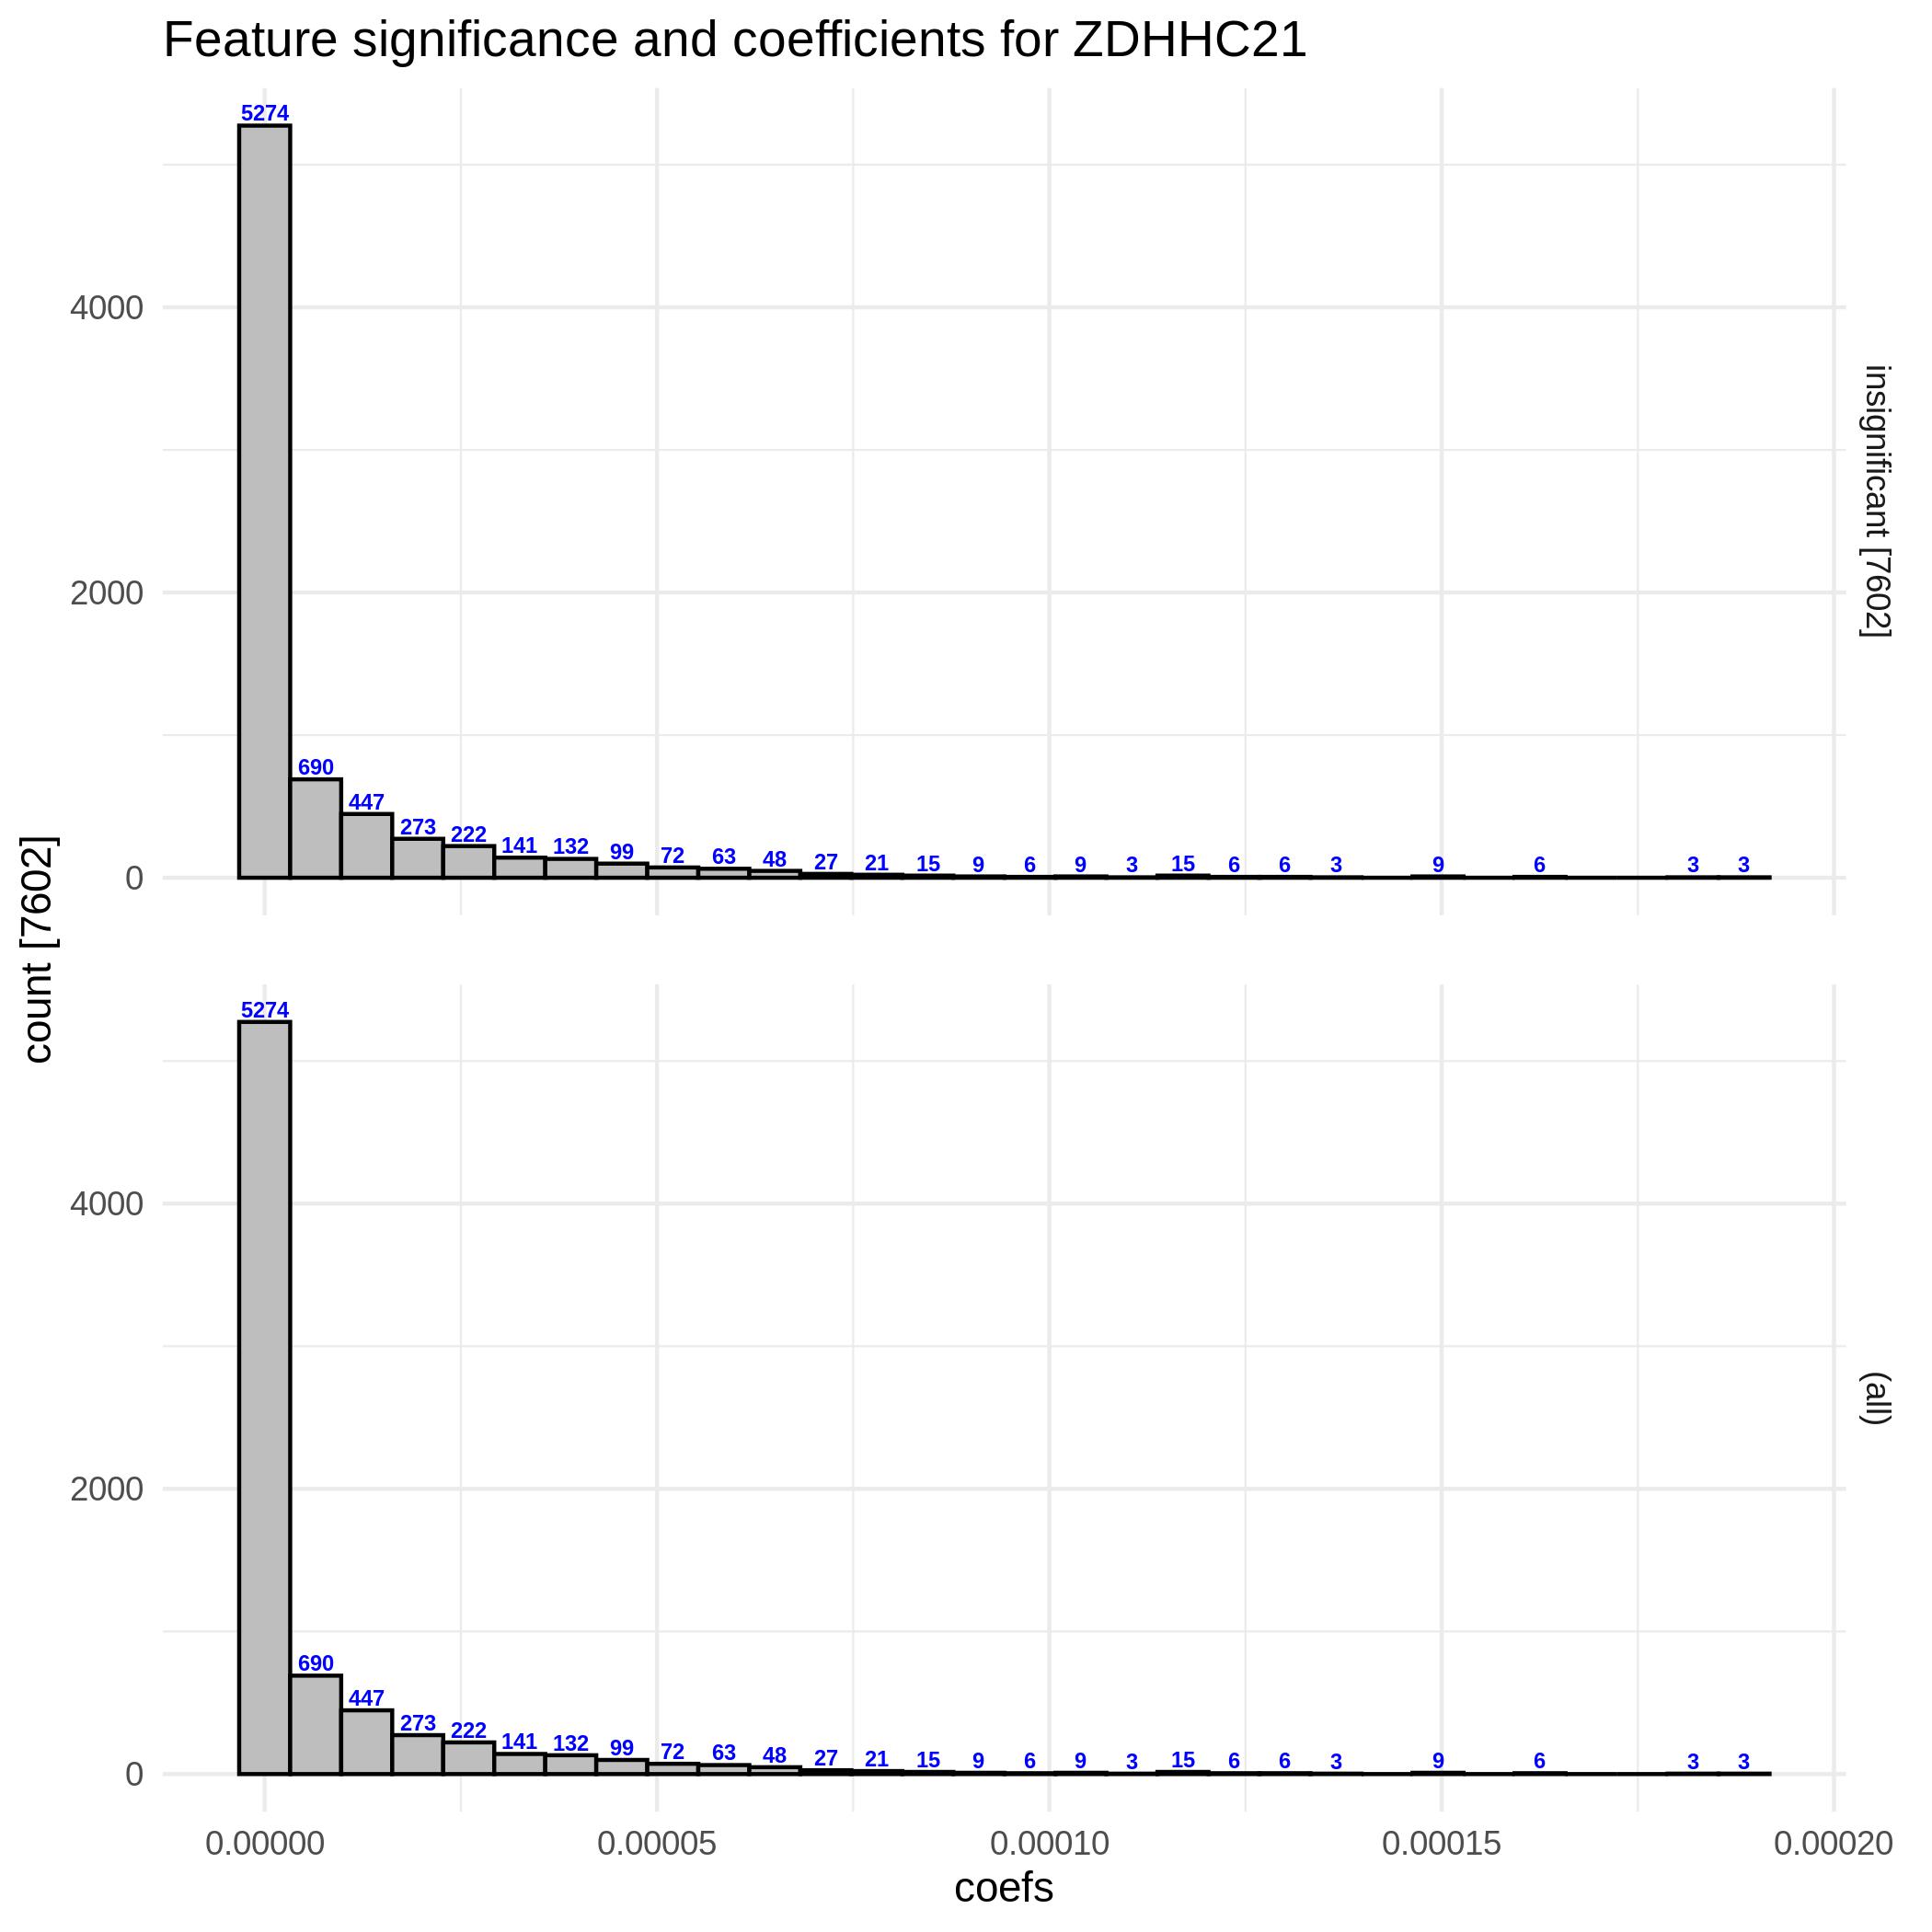 Feature significance and coefficients for ZDHHC21
count [7602]
5274
690
447
273 222 141 132 99 72 63 48 27 21 15 9 6 9 3 15 6 6 3 9 6 3 3
4000
2000
0
insignificant [7602]
5274
690
447
273 222 141 132 99 72 63 48 27 21 15 9 6 9 3 15 6 6 3 9 6 3 3
4000
2000
0
(all)
0.00000 0.00005 0.00010 0.00015 0.00020
coefs